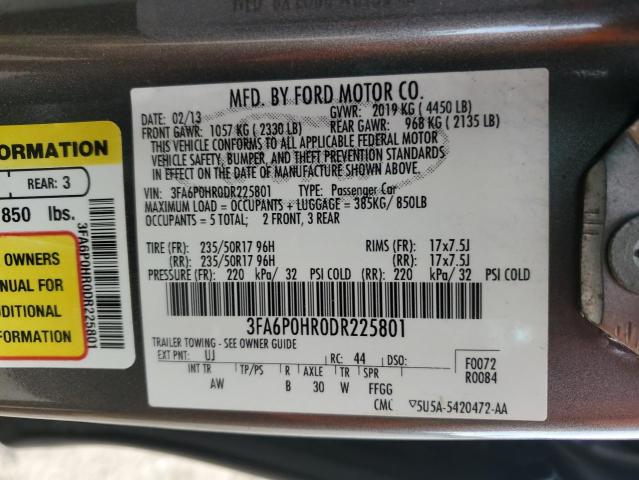 MFD. BY FORD MOTOR CO.
DATE: 02/13 GVWR: 2019 KG ( 4450 LB)
FRONT GAWR: 1057 KG ( 2330 LB) REAR GAWR: 968 KG ( 2135 LB)
THIS VEHICLE CONFORMS TO ALL APPLICABLE FEDERAL MOTOR
VEHICLE SAFETY, BUMPER, AND THEFT PREVENTION STANDARDS
IN EFFECT ON THE DATE OF MANUFACTURE SHOWN ABOVE.
VIN: 3FA6P0HR0DR225801 TYPE: Passenger Car
MAXIMUM LOAD = OCCUPANTS + LUGGAGE = 385KG/ 850LB
OCCUPANTS = 5 TOTAL; 2 FRONT, 3 REAR
TIRE (FR): 235/50R17 96H RIMS (FR): 17x7.5J
(RR): 235/50R17 96H (RR): 17x7.5J
PRESSURE (FR): 220 kPa/ 32 PSI COLD (RR): 220 kPa/ 32 PSI COLD
3FA6P0HR0DR225801
TRAILER TOWING - SEE OWNER GUIDE
EXT PNT: UJ RC: 44 DSO: F0072
R0084
INT TR TP/PS R AXLE TR SPR
AW B 30 W FFGG
CMC ▽5U5A-5420472-AA
ORMATION
REAR: 3
850 lbs.
OWNERS
NUAL FOR
DDITIONAL
ORMATION
3FA6P0HR0DR225801